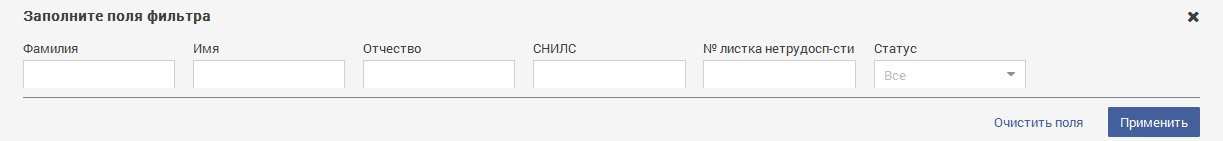 Заполните поля фильтра
Фамилия Имя Отчество СНИЛС № листка нетрудосп-сти Статус
Все
Очистить поля Применить